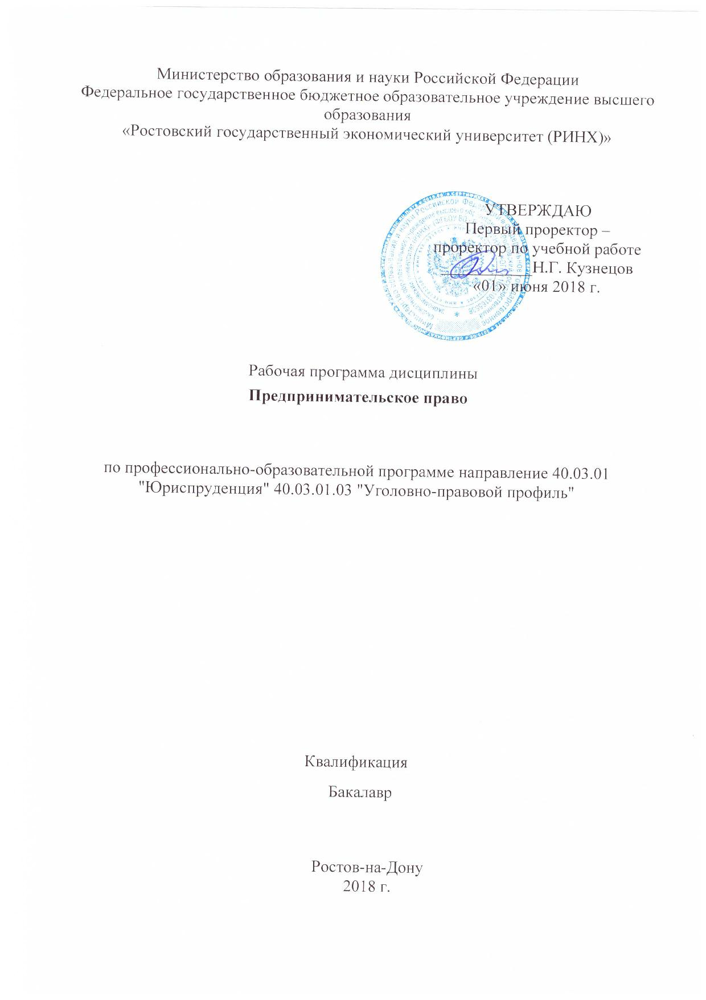 Министерство образования и науки Российской Федерации
Федеральное государственное бюджетное образовательное учреждение высшего
образования
«Ростовский государственный экономический университет (РИНХ)»
УТВЕРЖДАЮ
Первый проректор –
проректор по учебной работе
Н.Г. Кузнецов
«01» июня 2018 г.
Рабочая программа дисциплины
Предпринимательское право
по профессионально-образовательной программе направление 40.03.01
"Юриспруденция" 40.03.01.03 "Уголовно-правовой профиль"
Квалификация
Бакалавр
Ростов-на-Дону
2018 г.